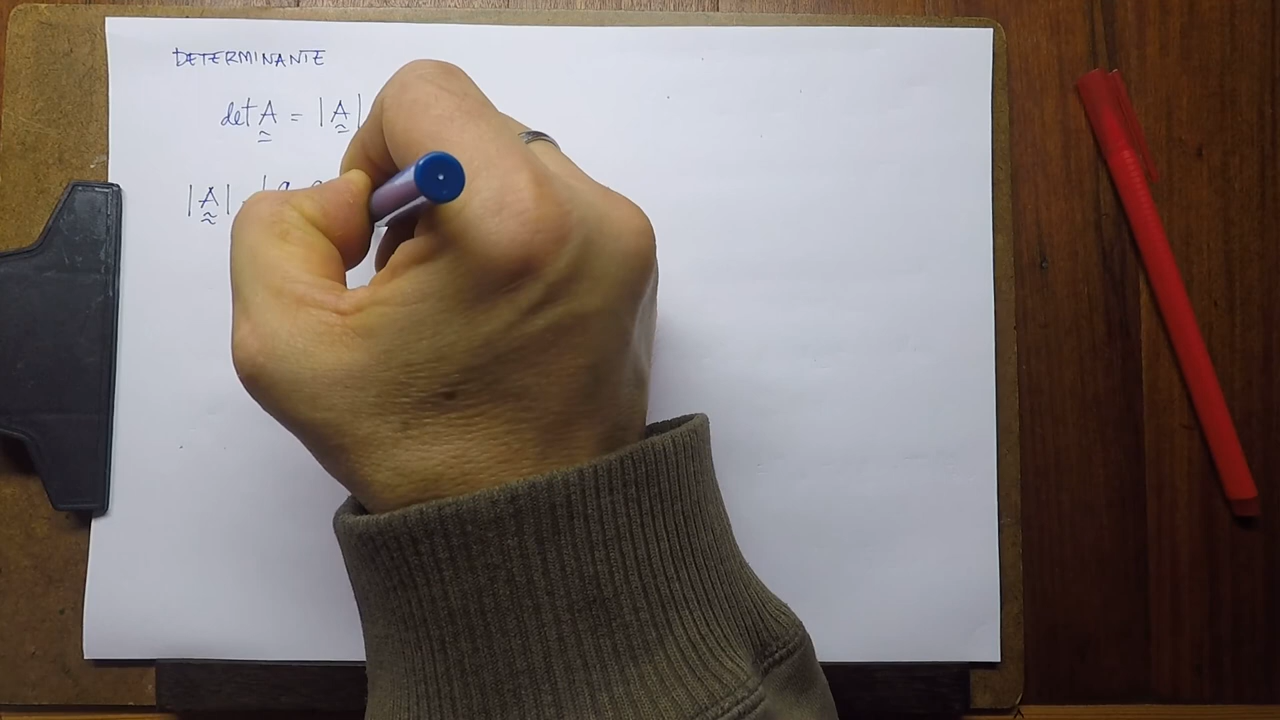 DETERMINANTE
det A = |A|
|A|